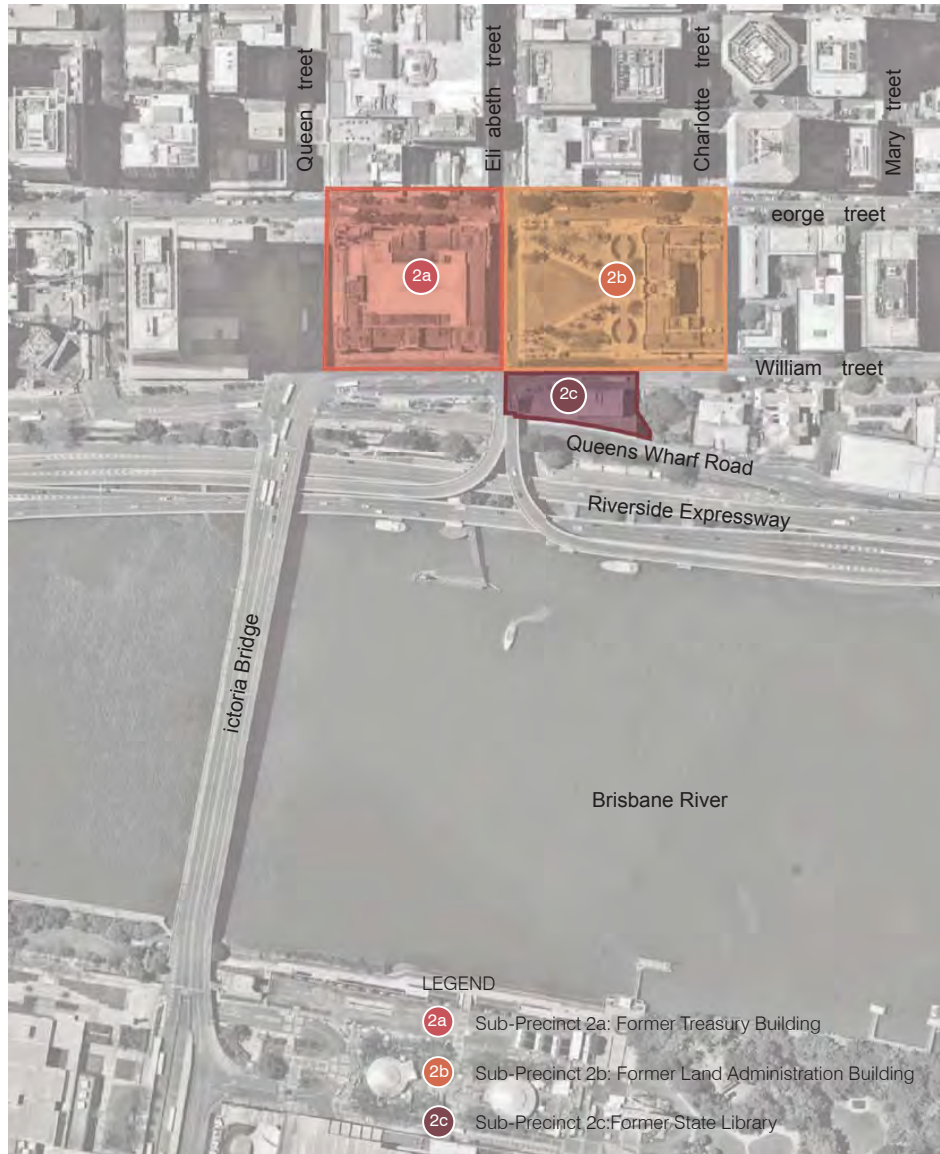 Queen treet
Eli abeth treet
Charlotte treet
Mary treet
eorge treet
2a
2b
William treet
2c
Queens Wharf Road
Riverside Expressway
ictoria Bridge
Brisbane River
LEGEND
2a Sub-Precinct 2a: Former Treasury Building
2b Sub-Precinct 2b: Former Land Administration Building
2c Sub-Precinct 2c:Former State Library